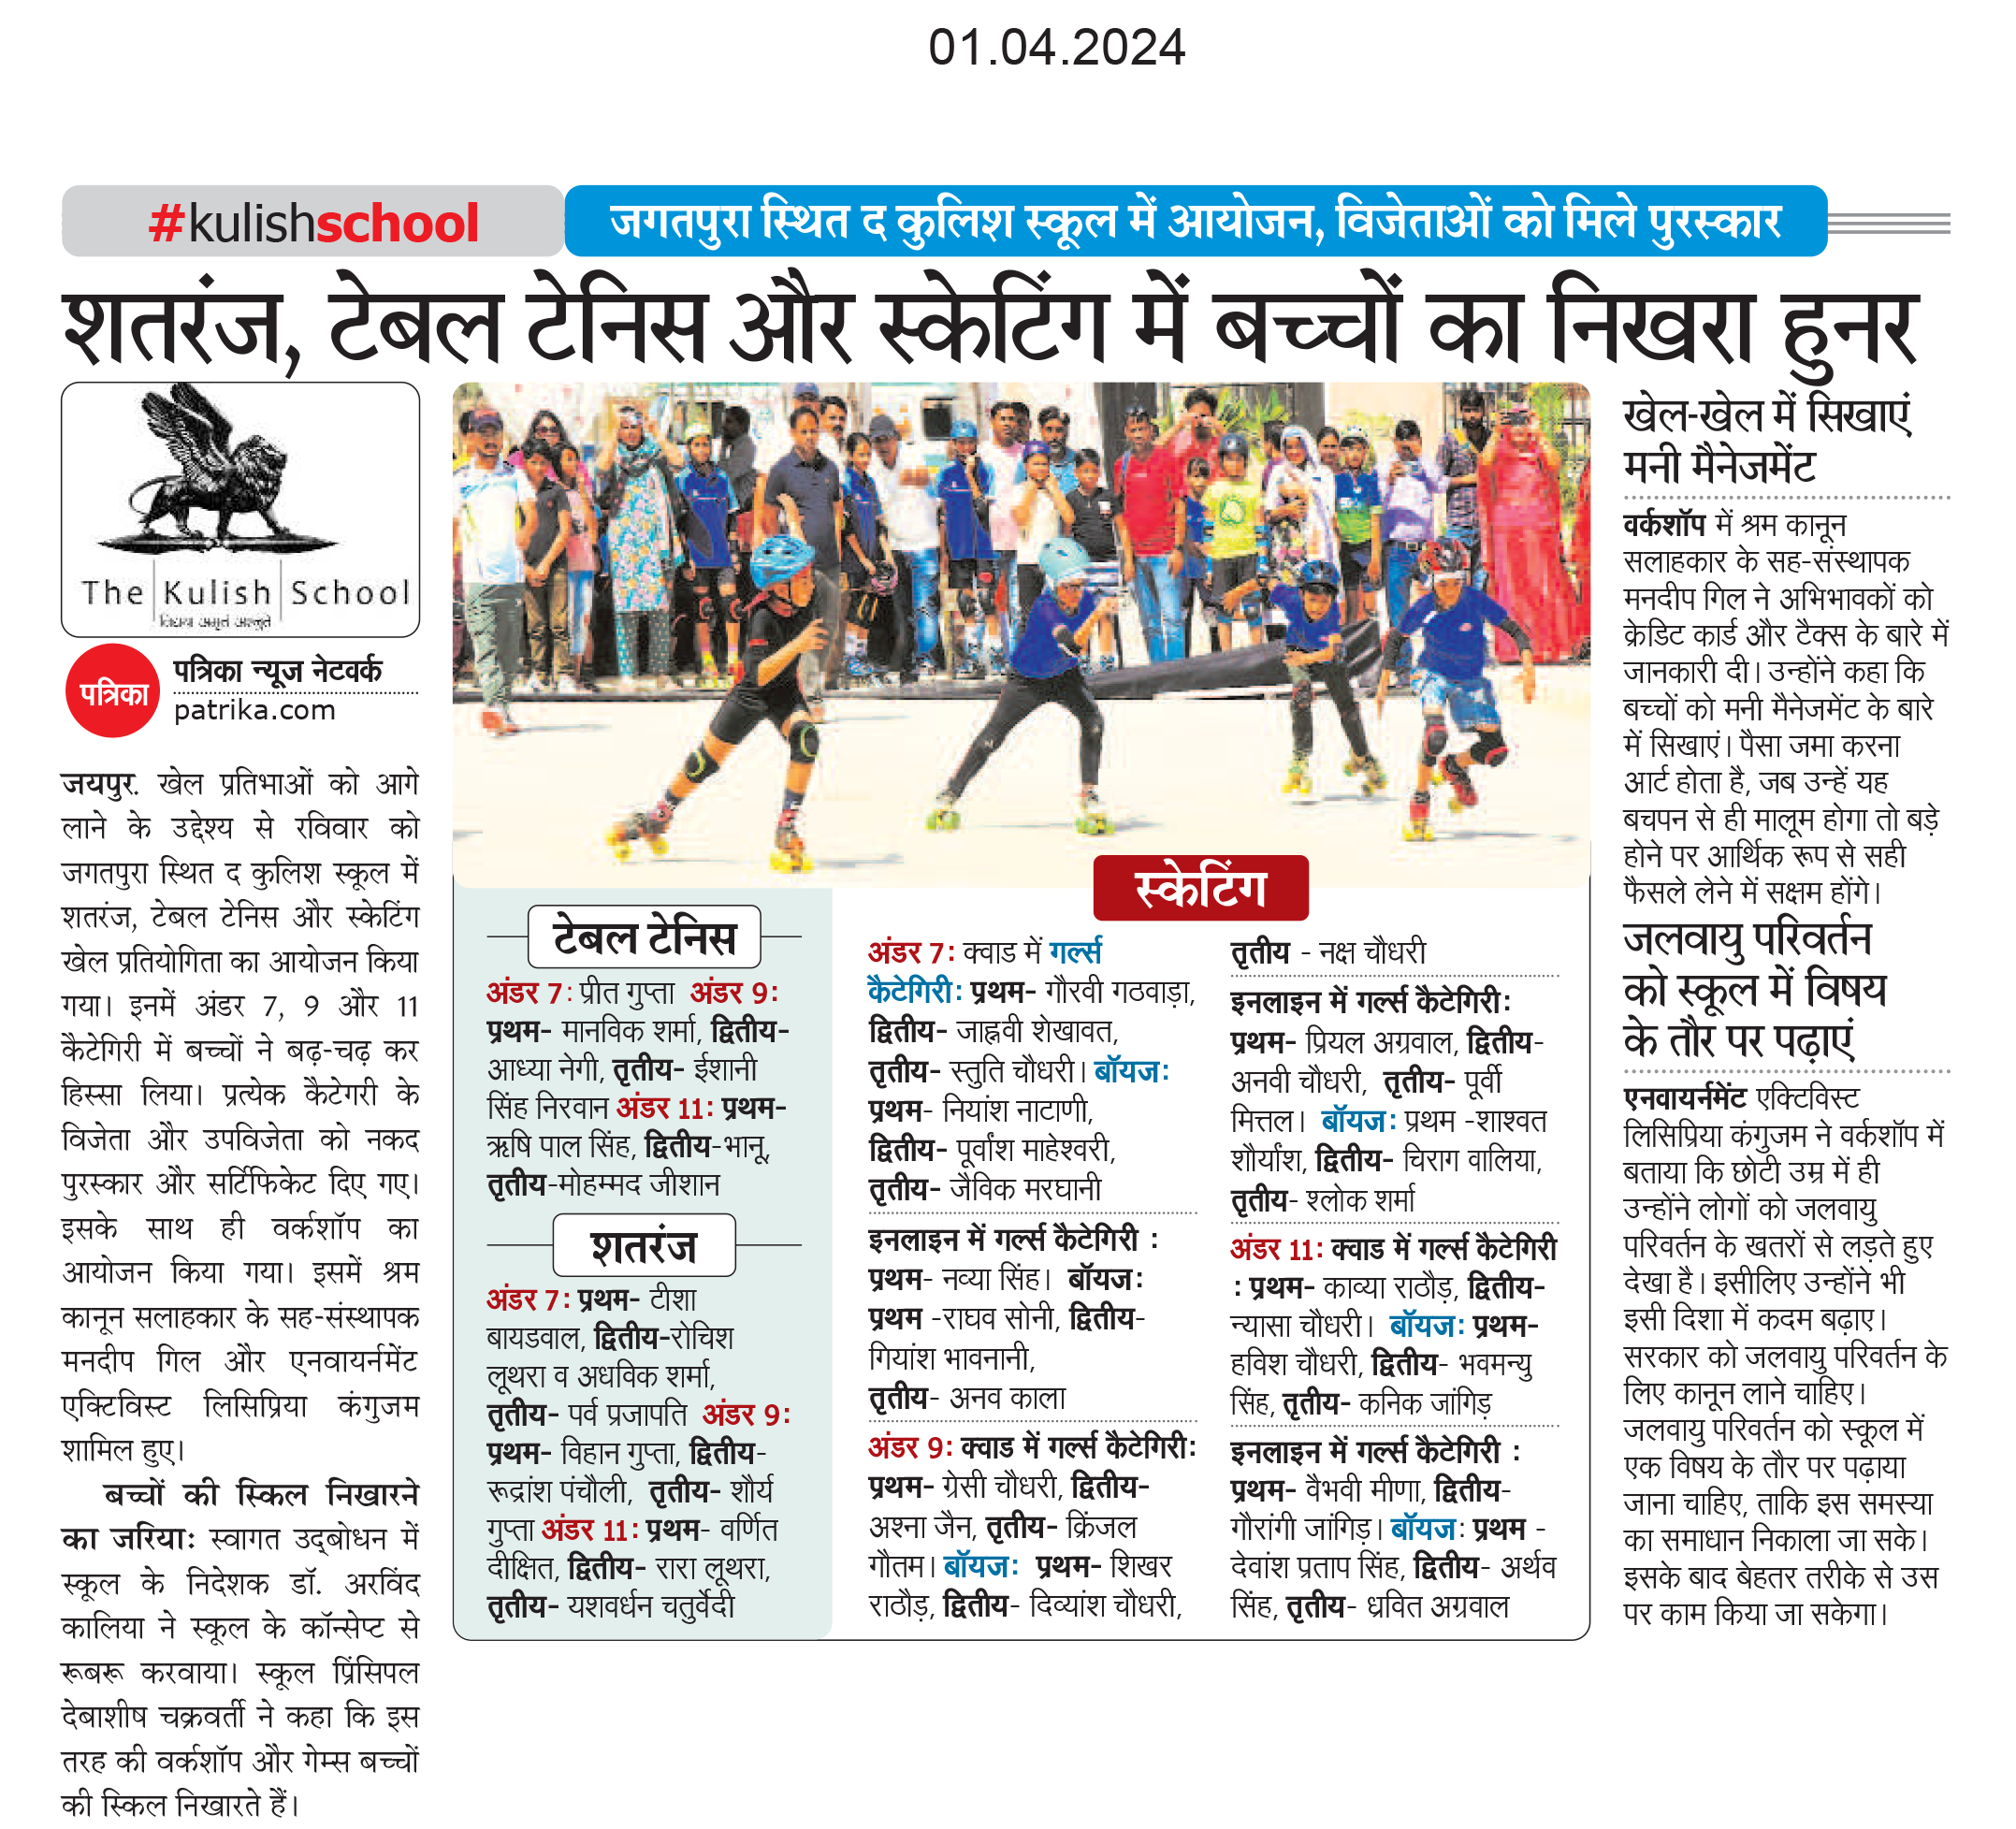 01.04.2024
#kulishschool
जगतपुरा स्थित द कुलिश स्कूल में आयोजन, विजेताओं को मिले पुरस्कार
शतरंज, टेबल टेनिस और स्केटिंग में बच्चों का निखरा हुनर
The Kulish School
पत्रिका
पत्रिका न्यूज नेटवर्क
patrika.com
जयपुर. खेल प्रतिभाओं को आगे
लाने के उद्देश्य से रविवार को
जगतपुरा स्थित द कुलिश स्कूल में
शतरंज, टेबल टेनिस और स्केटिंग
खेल प्रतियोगिता का आयोजन किया
गया। इनमें अंडर 7, 9 और 11
कैटेगिरी में बच्चों ने बढ़-चढ़ कर
हिस्सा लिया। प्रत्येक कैटेगरी के
विजेता और उपविजेता को नकद
पुरस्कार और सर्टिफिकेट दिए गए।
इसके साथ ही वर्कशॉप का
आयोजन किया गया। इसमें श्रम
कानून सलाहकार के सह-संस्थापक
मनदीप गिल और एनवायर्नमेंट
एक्टिविस्ट लिसिप्रिया कंगुजम
शामिल हुए।
बच्चों की स्किल निखारने
का जरिया: स्वागत उद्‌बोधन में
स्कूल के निदेशक डॉ. अरविंद
कालिया ने स्कूल के कॉन्सेप्ट से
रूबरू करवाया। स्कूल प्रिंसिपल
देबाशीष चक्रवर्ती ने कहा कि इस
तरह की वर्कशॉप और गेम्स बच्चों
की स्किल निखारते हैं।
टेबल टेनिस
अंडर 7: प्रीत गुप्ता अंडर 9:
प्रथम- मानविक शर्मा, द्वितीय-
आध्या नेगी, तृतीय- ईशानी
सिंह निरवान अंडर 11: प्रथम-
ऋषि पाल सिंह, द्वितीय-भानू,
तृतीय-मोहम्मद जीशान
शतरंज
अंडर 7: प्रथम- टीशा
बायडवाल, द्वितीय-रोचिश
लूथरा व अधविक शर्मा,
तृतीय- पर्व प्रजापति अंडर 9:
प्रथम- विहान गुप्ता, द्वितीय-
रूद्रांश पंचौली, तृतीय- शौर्य
गुप्ता अंडर 11: प्रथम- वर्णित
दीक्षित, द्वितीय- रारा लूथरा,
तृतीय- यशवर्धन चतुर्वेदी
स्केटिंग
अंडर 7: क्वाड में गर्ल्स
कैटेगिरी: प्रथम- गौरवी गठवाड़ा,
द्वितीय- जाह्नवी शेखावत,
तृतीय- स्तुति चौधरी। बॉयज:
प्रथम- नियांश नाटाणी,
द्वितीय- पूर्वांश माहेश्वरी,
तृतीय- जैविक मरघानी
इनलाइन में गर्ल्स कैटेगिरी :
प्रथम- नव्या सिंह। बॉयज:
प्रथम -राघव सोनी, द्वितीय-
गियांश भावनानी,
तृतीय- अनव काला
अंडर 9: क्वाड में गर्ल्स कैटेगिरी:
प्रथम- ग्रेसी चौधरी, द्वितीय-
अश्ना जैन, तृतीय- क्रिंजल
गौतम। बॉयज: प्रथम- शिखर
राठौड़, द्वितीय- दिव्यांश चौधरी,
तृतीय - नक्ष चौधरी
इनलाइन में गर्ल्स कैटेगिरी:
प्रथम- प्रियल अग्रवाल, द्वितीय-
अनवी चौधरी, तृतीय- पूर्वी
मित्तल। बॉयज: प्रथम -शाश्वत
शौर्यांश, द्वितीय- चिराग वालिया,
तृतीय- श्लोक शर्मा
अंडर 11: क्वाड में गर्ल्स कैटेगिरी
: प्रथम- काव्या राठौड़, द्वितीय-
न्यासा चौधरी। बॉयज: प्रथम-
हविश चौधरी, द्वितीय- भवमन्यु
सिंह, तृतीय- कनिक जांगिड़
इनलाइन में गर्ल्स कैटेगिरी :
प्रथम- वैभवी मीणा, द्वितीय-
गौरांगी जांगिड़। बॉयज: प्रथम -
देवांश प्रताप सिंह, द्वितीय- अर्थव
सिंह, तृतीय- ध्रवित अग्रवाल
खेल-खेल में सिखाएं
मनी मैनेजमेंट
वर्कशॉप में श्रम कानून
सलाहकार के सह-संस्थापक
मनदीप गिल ने अभिभावकों को
क्रेडिट कार्ड और टैक्स के बारे में
जानकारी दी। उन्होंने कहा कि
बच्चों को मनी मैनेजमेंट के बारे
में सिखाएं। पैसा जमा करना
आर्ट होता है, जब उन्हें यह
बचपन से ही मालूम होगा तो बड़े
होने पर आर्थिक रूप से सही
फैसले लेने में सक्षम होंगे।
जलवायु परिवर्तन
को स्कूल में विषय
के तौर पर पढ़ाएं
एनवायर्नमेंट एक्टिविस्ट
लिसिप्रिया कंगुजम ने वर्कशॉप में
बताया कि छोटी उम्र में ही
उन्होंने लोगों को जलवायु
परिवर्तन के खतरों से लड़ते हुए
देखा है। इसीलिए उन्होंने भी
इसी दिशा में कदम बढ़ाए।
सरकार को जलवायु परिवर्तन के
लिए कानून लाने चाहिए।
जलवायु परिवर्तन को स्कूल में
एक विषय के तौर पर पढ़ाया
जाना चाहिए, ताकि इस समस्या
का समाधान निकाला जा सके।
इसके बाद बेहतर तरीके से उस
पर काम किया जा सकेगा।